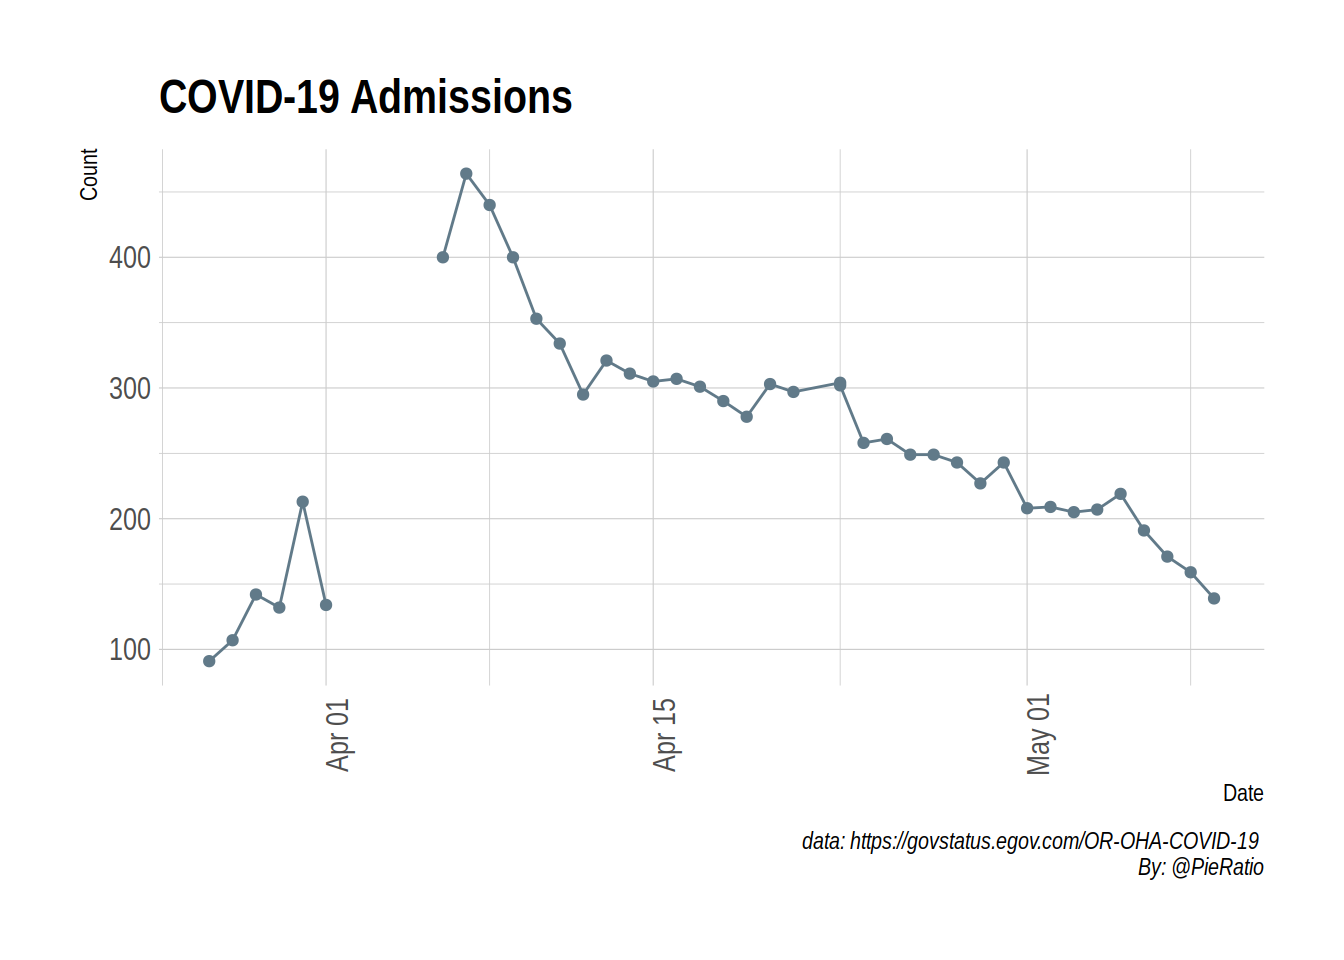 COVID-19 Admissions
Count
400
300
200
100
Apr 01
Apr 15
May 01
Date
data: https://govstatus.egov.com/OR-OHA-COVID-19
By: @PieRatio